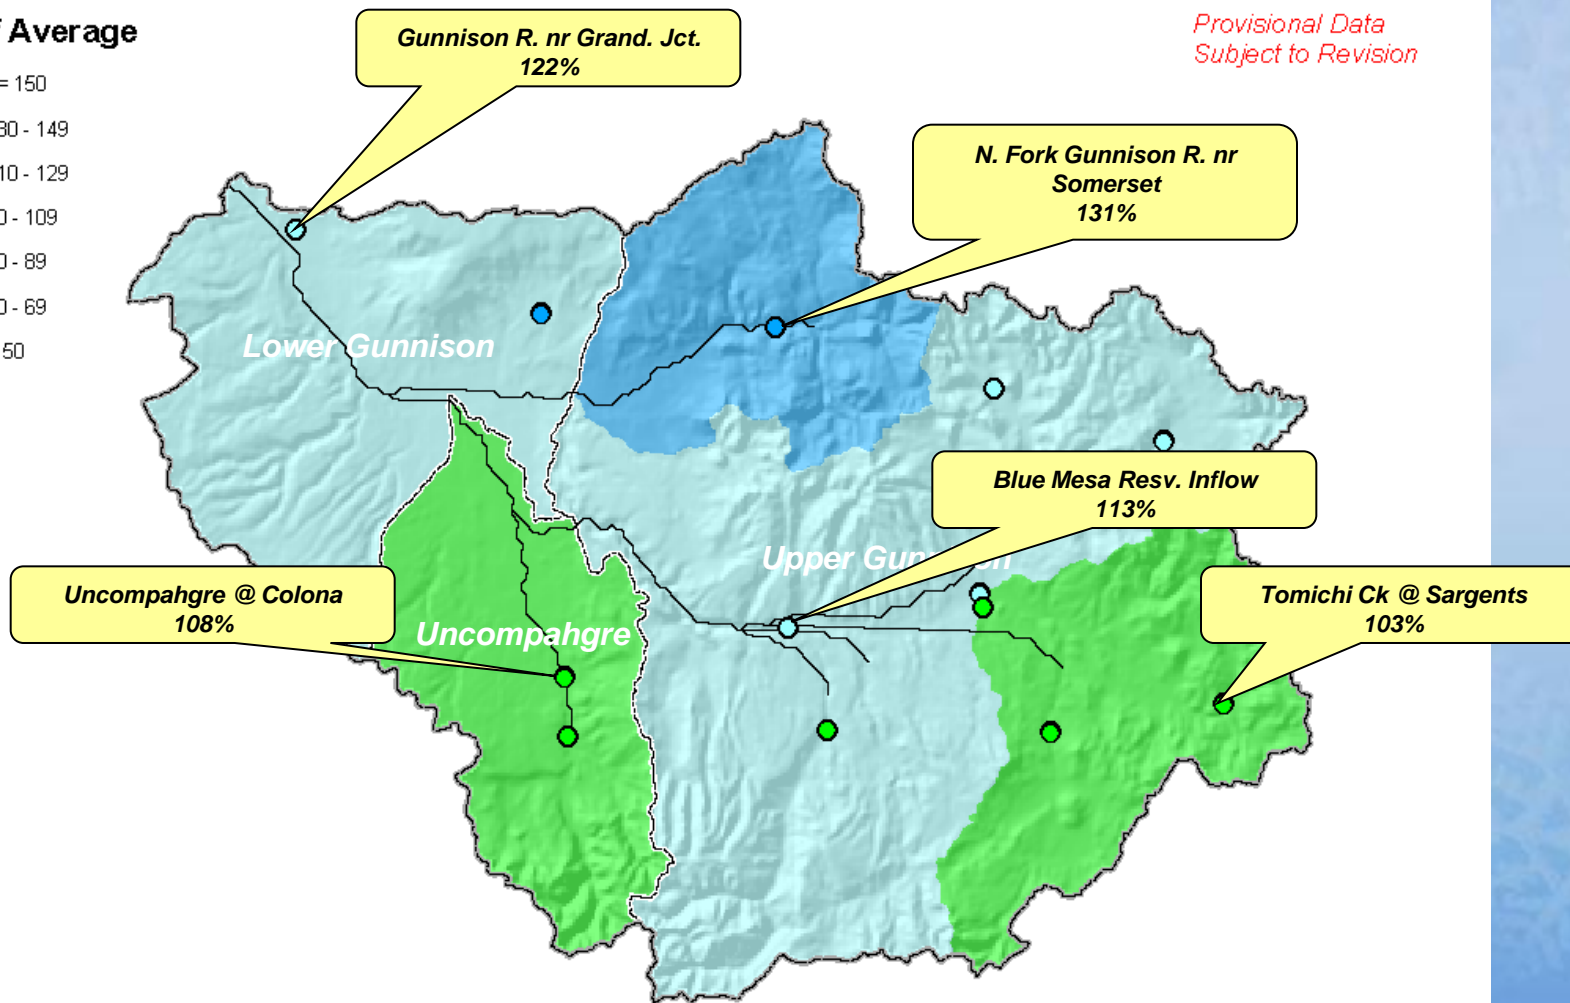 Average
= 150
30 - 149
10 - 129
0 - 109
0 - 89
0 - 69
50
Gunnison R. nr Grand. Jct.
122%
Provisional Data
Subject to Revision
N. Fork Gunnison R. nr
Somerset
131%
Lower Gunnison
Blue Mesa Resv. Inflow
113%
Upper Gunn on
Uncompahgre @ Colona
108%
Uncompahgre
Tomichi Ck @ Sargents
103%